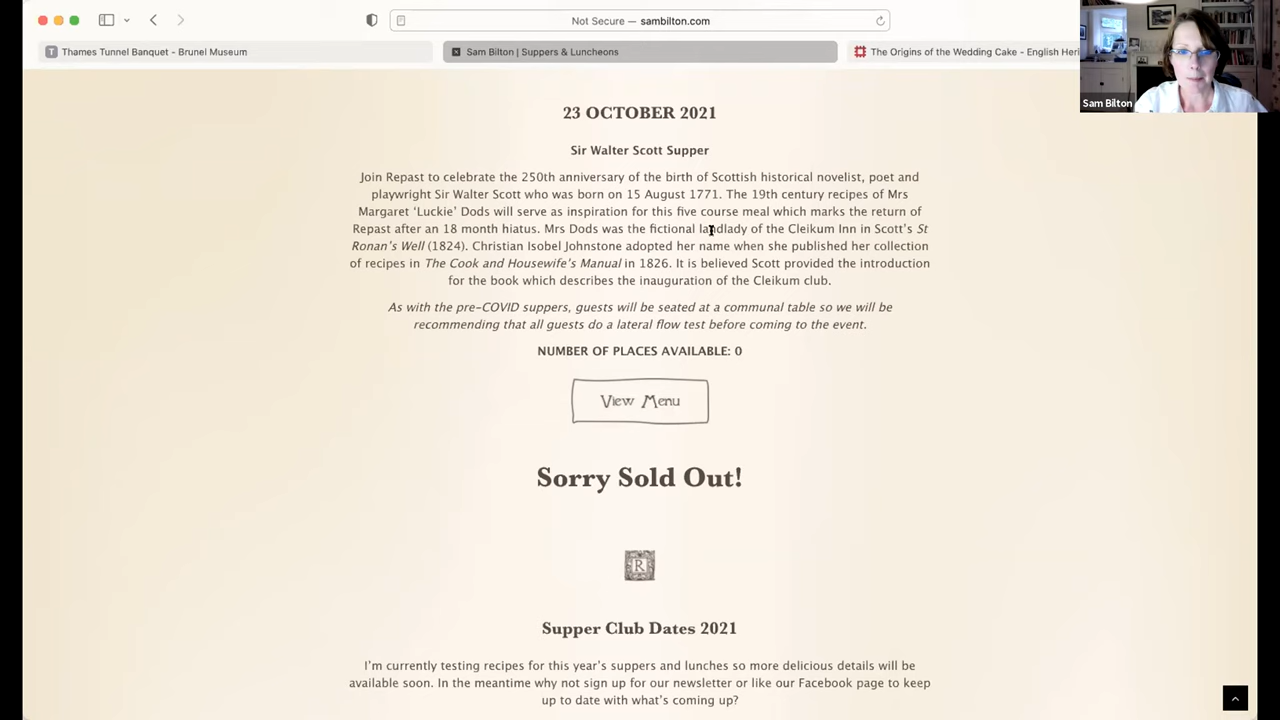 Not Secure — sambilton.com
Thames Tunnel Banquet - Brunel Museum
Sam Bilton | Suppers & Luncheons
The Origins of the Wedding Cake - English Heri
Sam Bilton
23 OCTOBER 2021
Sir Walter Scott Supper
Join Repast to celebrate the 250th anniversary of the birth of Scottish historical novelist, poet and
playwright Sir Walter Scott who was born on 15 August 1771. The 19th century recipes of Mrs
Margaret ‘Luckie’ Dods will serve as inspiration for this five course meal which marks the return of
Repast after an 18 month hiatus. Mrs Dods was the fictional landlady of the Cleikum Inn in Scott’s St
Ronan’s Well (1824). Christian Isobel Johnstone adopted her name when she published her collection
of recipes in The Cook and Housewife’s Manual in 1826. It is believed Scott provided the introduction
for the book which describes the inauguration of the Cleikum club.
As with the pre-COVID suppers, guests will be seated at a communal table so we will be
recommending that all guests do a lateral flow test before coming to the event.
NUMBER OF PLACES AVAILABLE: 0
View Menu
Sorry Sold Out!
R
Supper Club Dates 2021
I’m currently testing recipes for this year’s suppers and lunches so more delicious details will be
available soon. In the meantime why not sign up for our newsletter or like our Facebook page to keep
up to date with what’s coming up?